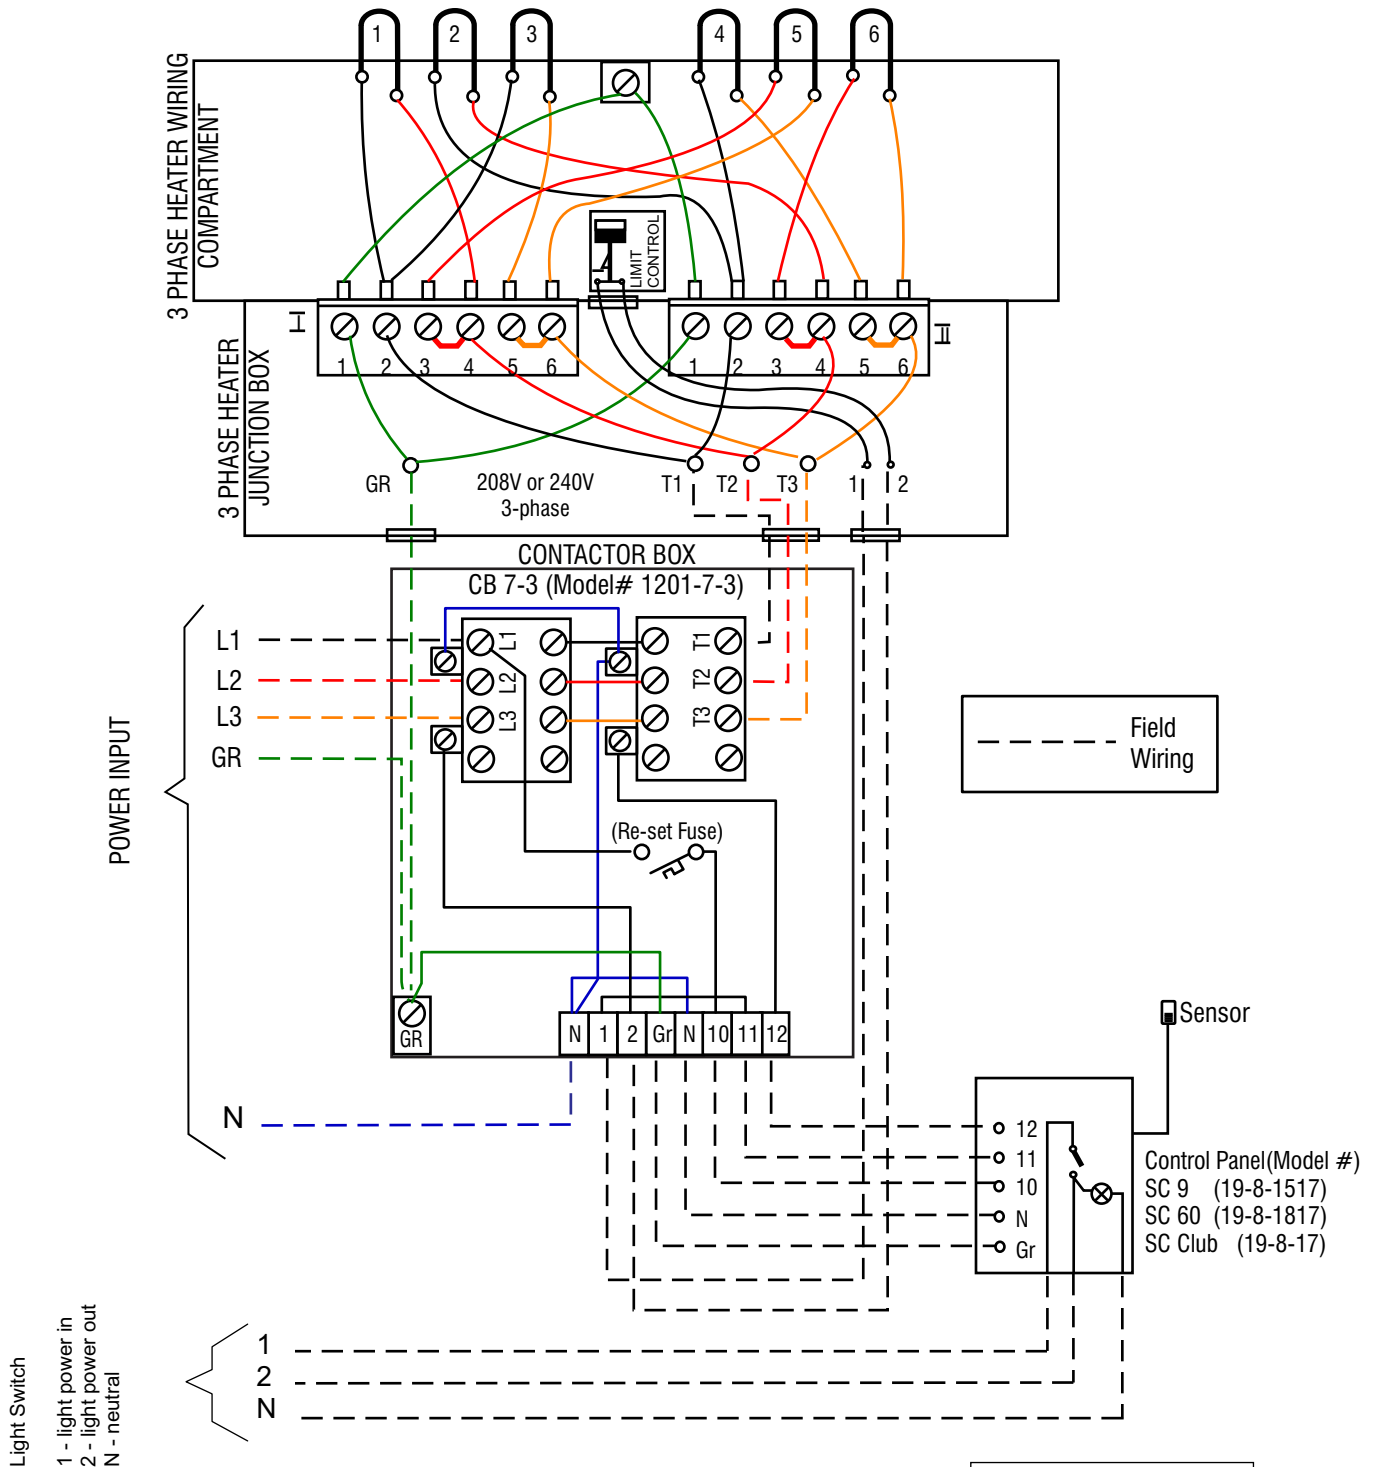 1 2 3 4 5 6
3 PHASE HEATER WIRING
COMPARTMENT
LIMIT
CONTROL
I
II
1 2 3 4 5 6
1 2 3 4 5 6
3 PHASE HEATER
JUNCTION BOX
GR
208V or 240V
3-phase
T1 T2 T3 1 2
CONTACTOR BOX
CB 7-3 (Model# 1201-7-3)
POWER INPUT
L1
L2
L3
GR
L1
L2
L3
T1
T2
T3
Field
Wiring
(Re-set Fuse)
GR
N 1 2 Gr N 10 11 12
N
Sensor
12
11
10
N
Gr
Control Panel(Model #)
SC 9 (19-8-1517)
SC 60 (19-8-1817)
SC Club (19-8-17)
1
2
N
Light Switch
1 - light power in
2 - light power out
N - neutral